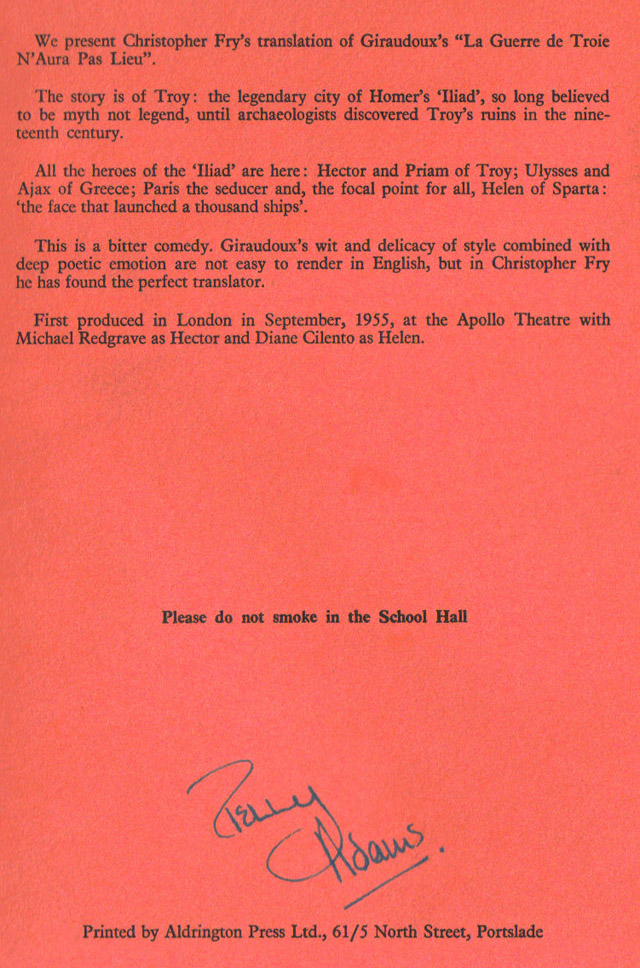 We present Christopher Fry's translation of Giraudoux's "La Guerre de Troie
N'Aura Pas Lieu".
The story is of Troy: the legendary city of Homer's 'Iliad', so long believed
to be myth not legend, until archaeologists discovered Troy's ruins in the nine-
teenth century.
All the heroes of the 'Iliad' are here: Hector and Priam of Troy; Ulysses and
Ajax of Greece; Paris the seducer and, the focal point for all, Helen of Sparta:
'the face that launched a thousand ships'.
This is a bitter comedy. Giraudoux's wit and delicacy of style combined with
deep poetic emotion are not easy to render in English, but in Christopher Fry
he has found the perfect translator.
First produced in London in September, 1955, at the Apollo Theatre with
Michael Redgrave as Hector and Diane Cilento as Helen.
Please do not smoke in the School Hall
Adams.
Printed by Aldrington Press Ltd., 61/5 North Street, Portslade